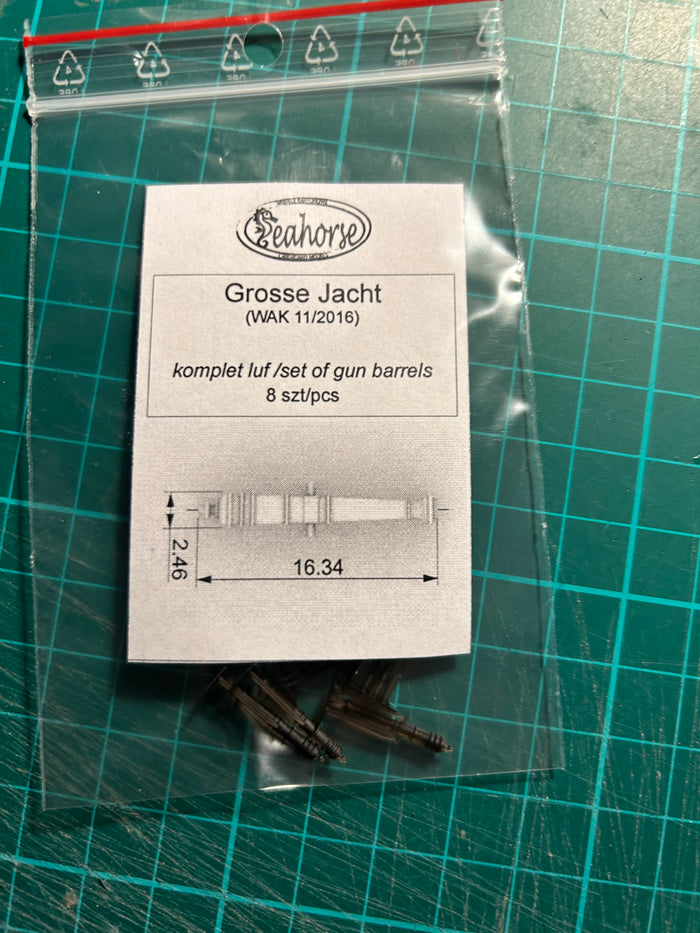 Seahorse
Grosse Jacht
(WAK 11/2016)
komplet luf /set of gun barrels
8 szt/pcs
2.46
16.34